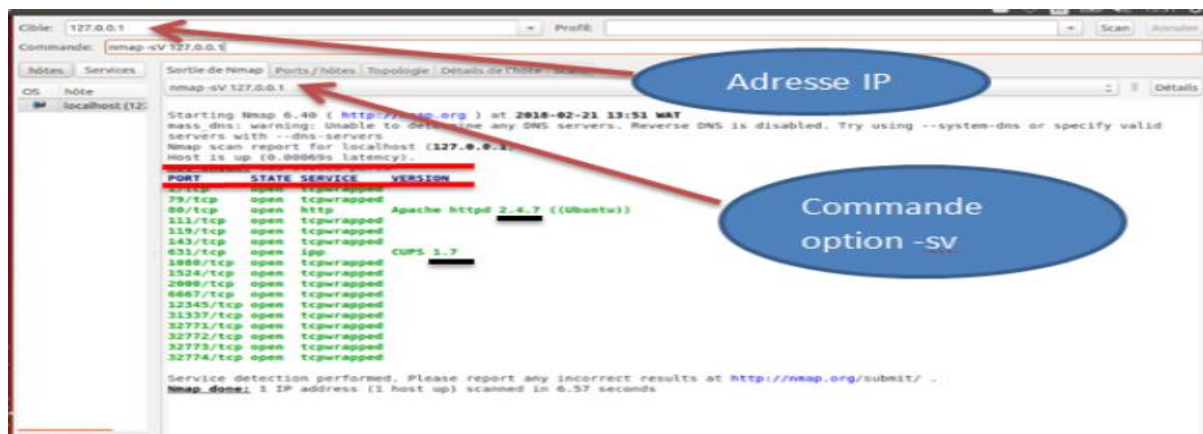 Cible: 127.0.0.1 Profil: Scan Annuler
Commande: nmap -sV 127.0.0.1
hôtes Services Sortie de Nmap Ports / hôtes Topologie Détails de l'hôte Scans
OS hôte nmap -sV 127.0.0.1 Détails
localhost (12
Adresse IP
Starting Nmap 6.40 ( http://nmap.org ) at 2018-02-21 13:51 WAT
mass_dns: warning: Unable to determine any DNS servers. Reverse DNS is disabled. Try using --system-dns or specify valid
servers with --dns-servers
Nmap scan report for localhost (127.0.0.1)
Host is up (0.00069s latency).
PORT STATE SERVICE VERSION
1/tcp open tcpwrapped
79/tcp open tcpwrapped
80/tcp open http Apache httpd 2.4.7 ((Ubuntu))
111/tcp open tcpwrapped
119/tcp open tcpwrapped
143/tcp open tcpwrapped
631/tcp open ipp CUPS 1.7
1080/tcp open tcpwrapped
1524/tcp open tcpwrapped
2000/tcp open tcpwrapped
6667/tcp open tcpwrapped
12345/tcp open tcpwrapped
31337/tcp open tcpwrapped
32771/tcp open tcpwrapped
32772/tcp open tcpwrapped
32773/tcp open tcpwrapped
32774/tcp open tcpwrapped
Commande
option -sv
Service detection performed. Please report any incorrect results at http://nmap.org/submit/ .
Nmap done: 1 IP address (1 host up) scanned in 6.57 seconds